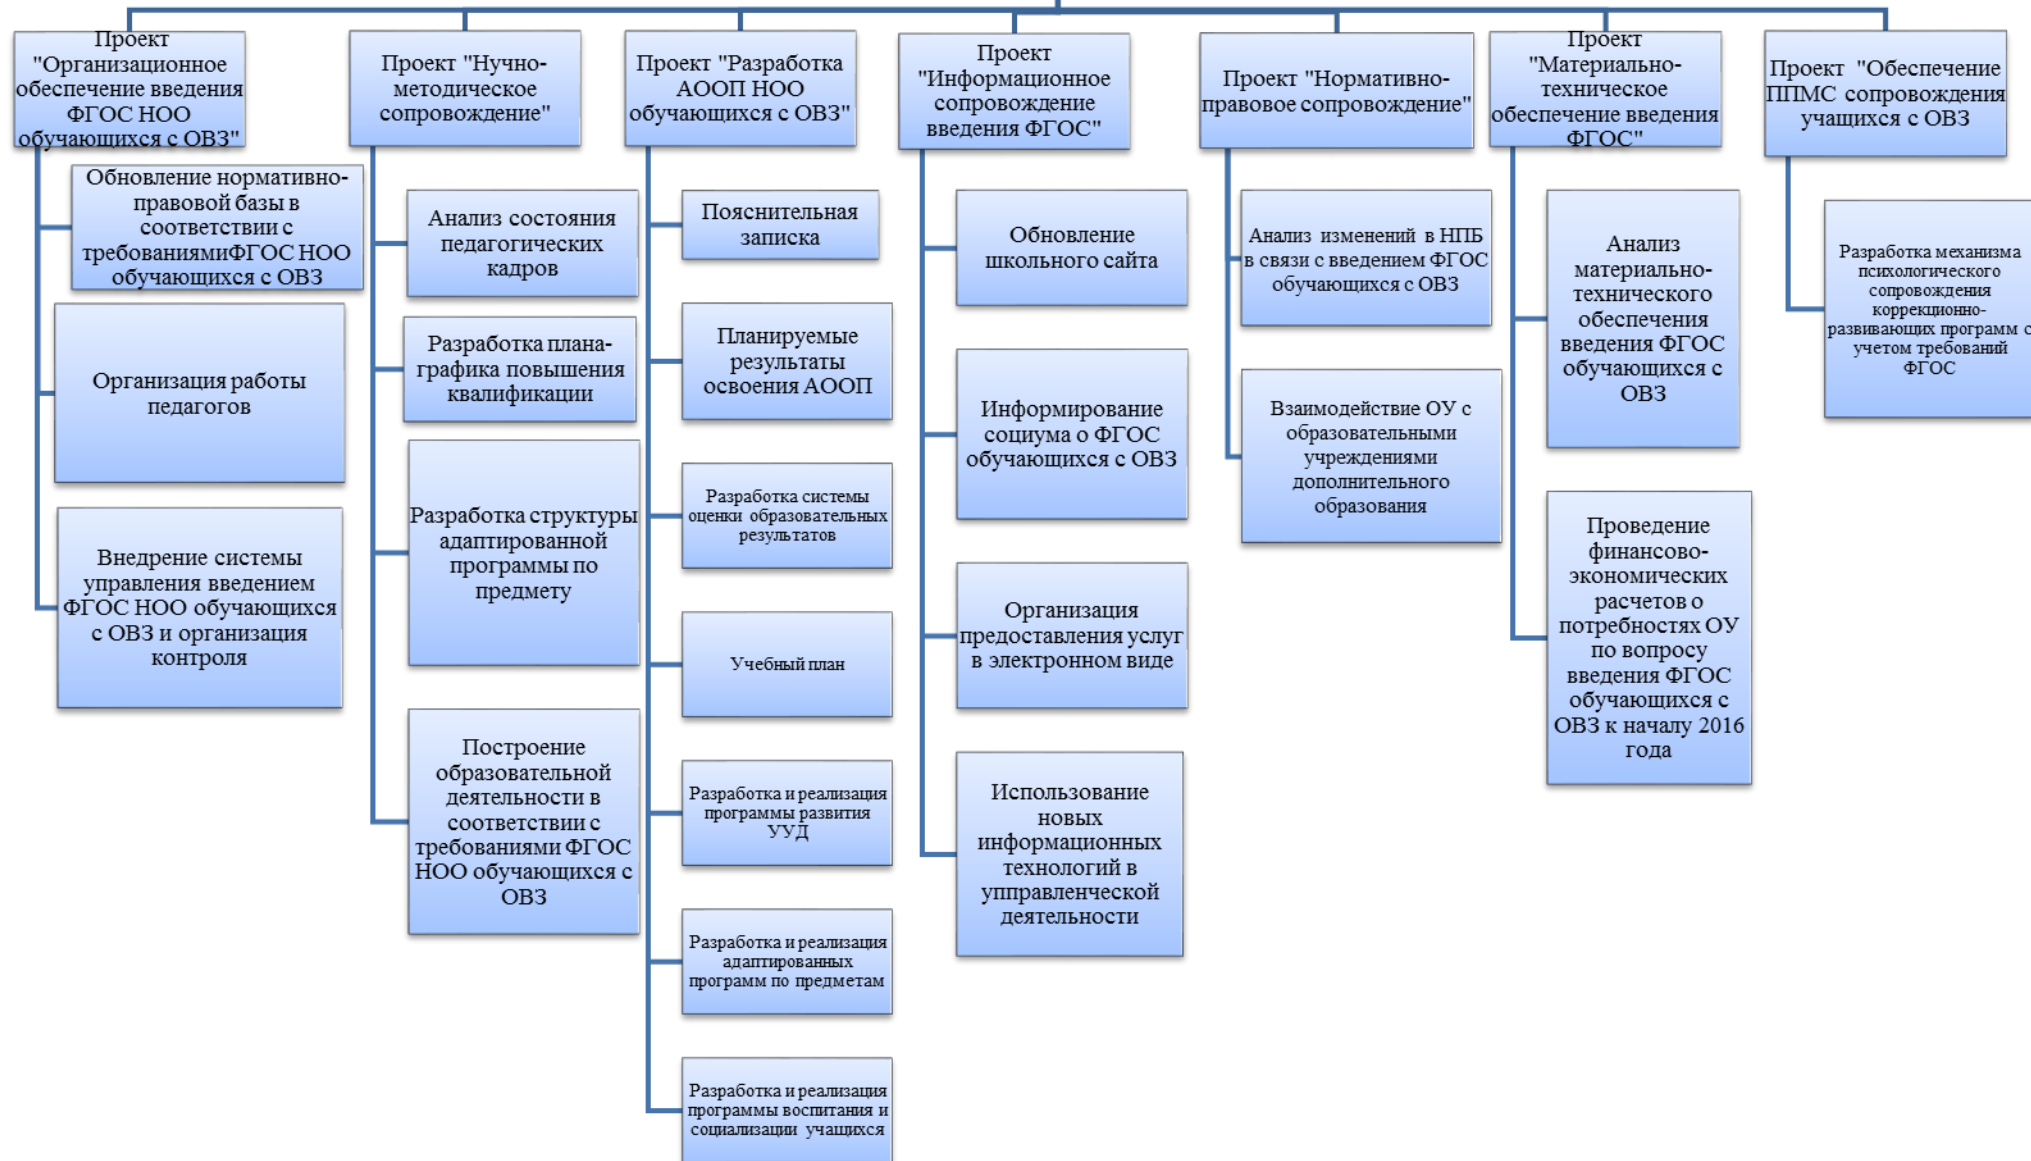 Проект
"Организационное
обеспечение введения
ФГОС НОО
обучающихся с ОВЗ"
Обновление нормативно-
правовой базы в
соответствии с
требованиямиФГОС НОО
обучающихся с ОВЗ
Организация работы
педагогов
Внедрение системы
управления введением
ФГОС НОО обучающихся
с ОВЗ и организация
контроля
Проект "Нучно-
методическое
сопровождение"
Анализ состояния
педагогических
кадров
Разработка плана-
графика повышения
квалификации
Разработка структуры
адаптированной
программы по
предмету
Построение
образовательной
деятельности в
соответствии с
требованиями ФГОС
НОО обучающихся с
ОВЗ
Проект "Разработка
АООП НОО
обучающихся с ОВЗ"
Пояснительная
записка
Планируемые
результаты
освоения АООП
Разработка системы
оценки образовательных
результатов
Учебный план
Разработка и реализация
программы развития
УУД
Разработка и реализация
адаптированных
программ по предметам
Разработка и реализация
программы воспитания и
социализации учащихся
Проект
"Информационное
сопровождение
введения ФГОС"
Обновление
школьного сайта
Информирование
социума о ФГОС
обучающихся с ОВЗ
Организация
предоставления услуг
в электронном виде
Использование
новых
информационных
технологий в
упправленческой
деятельности
Проект "Нормативно-
правовое сопровождение"
Анализ изменений в НПБ
в связи с введением ФГОС
обучающихся с ОВЗ
Взаимодействие ОУ с
образовательными
учреждениями
дополнительного
образования
Проект
"Материально-
техническое
обеспечение введения
ФГОС"
Анализ
материально-
технического
обеспечения
введения ФГОС
обучающихся с
ОВЗ
Проведение
финансово-
экономических
расчетов о
потребностях ОУ
по вопросу
введения ФГОС
обучающихся с
ОВЗ к началу 2016
года
Проект "Обеспечение
ППМС сопровождения
учащихся с ОВЗ
Разработка механизма
психологического
сопровождения
коррекционно-
развивающих программ с
учетом требований
ФГОС